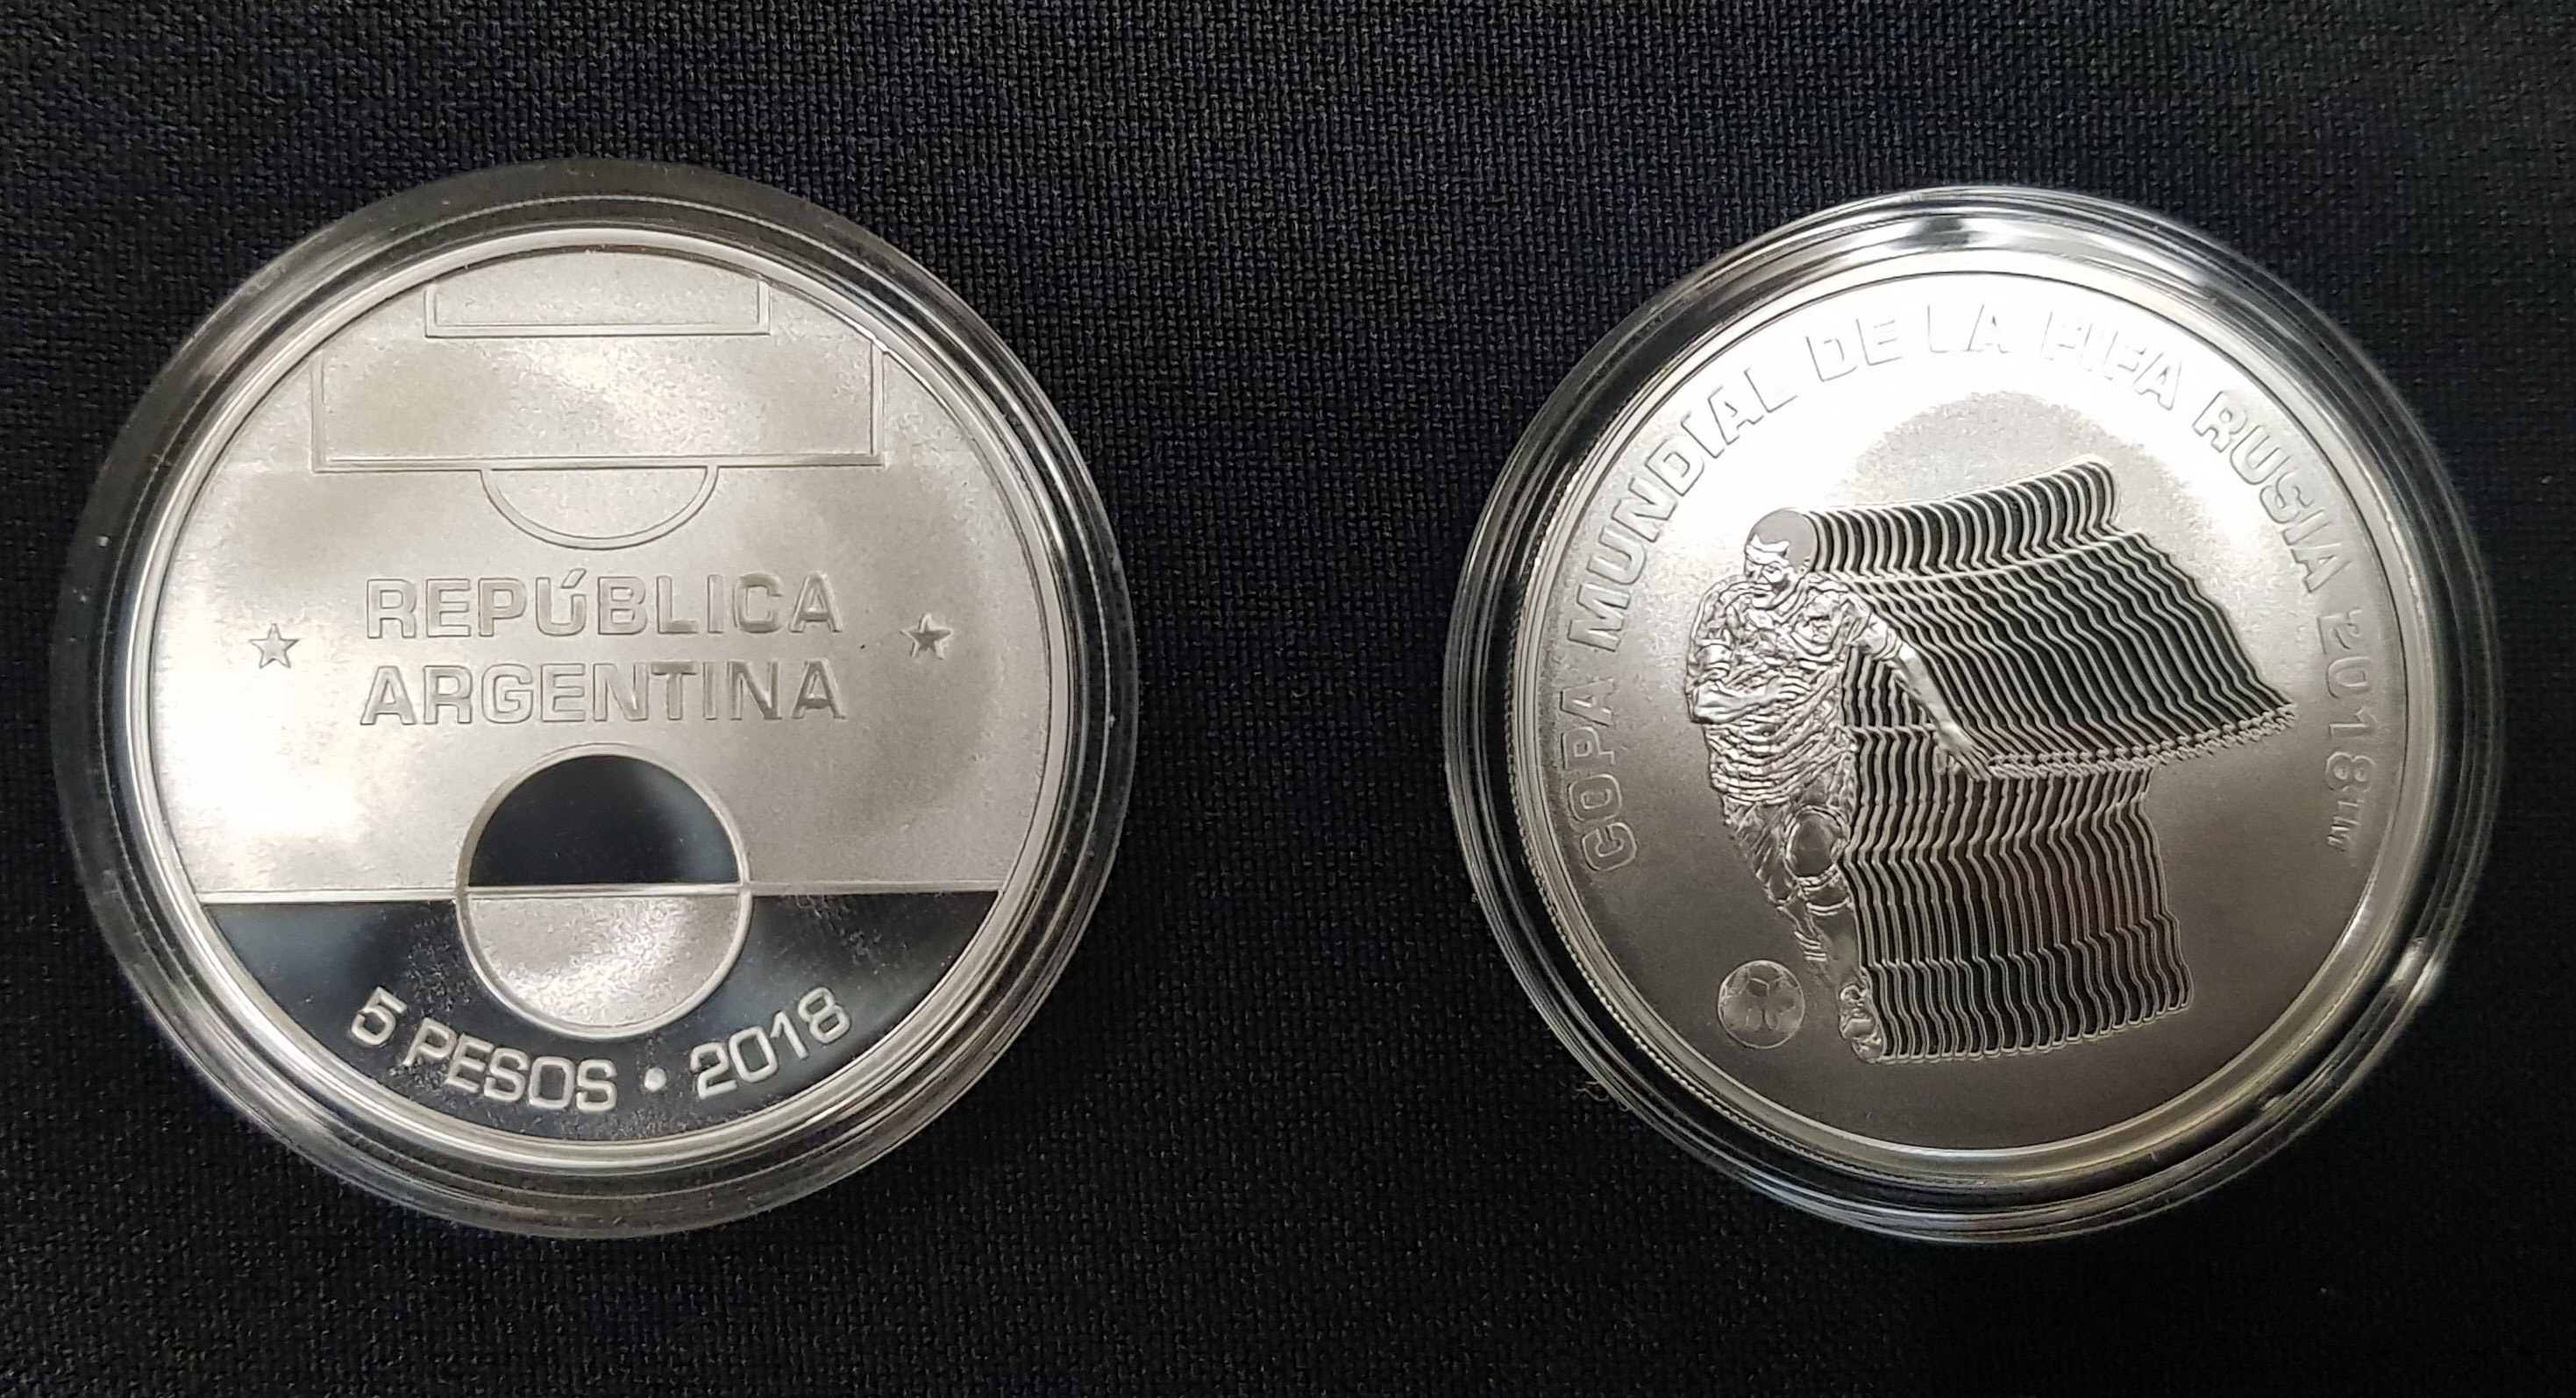 REPÚBLICA
ARGENTINA
5 PESOS • 2018
COPA MUNDIAL DE LA FIFA RUSIA 2018™